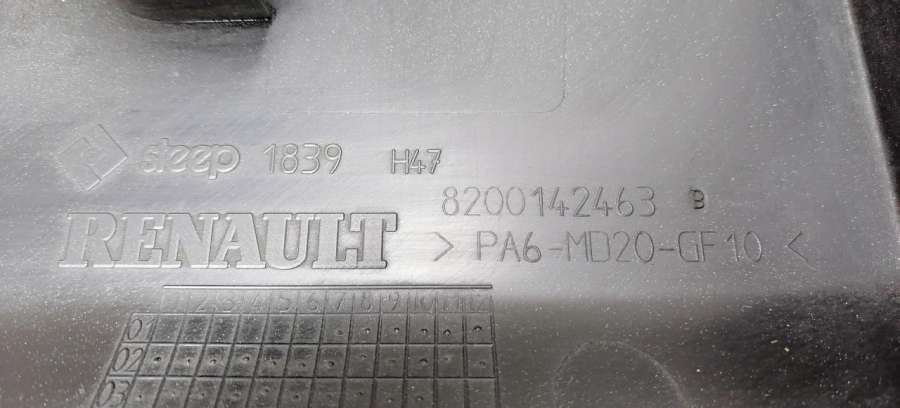 steep 1839 H47
8200142463 B
RENAULT > PA6-MD20-GF10 <
1 2 3 4 5 6 7 8 9 10 11 12
01
02
03